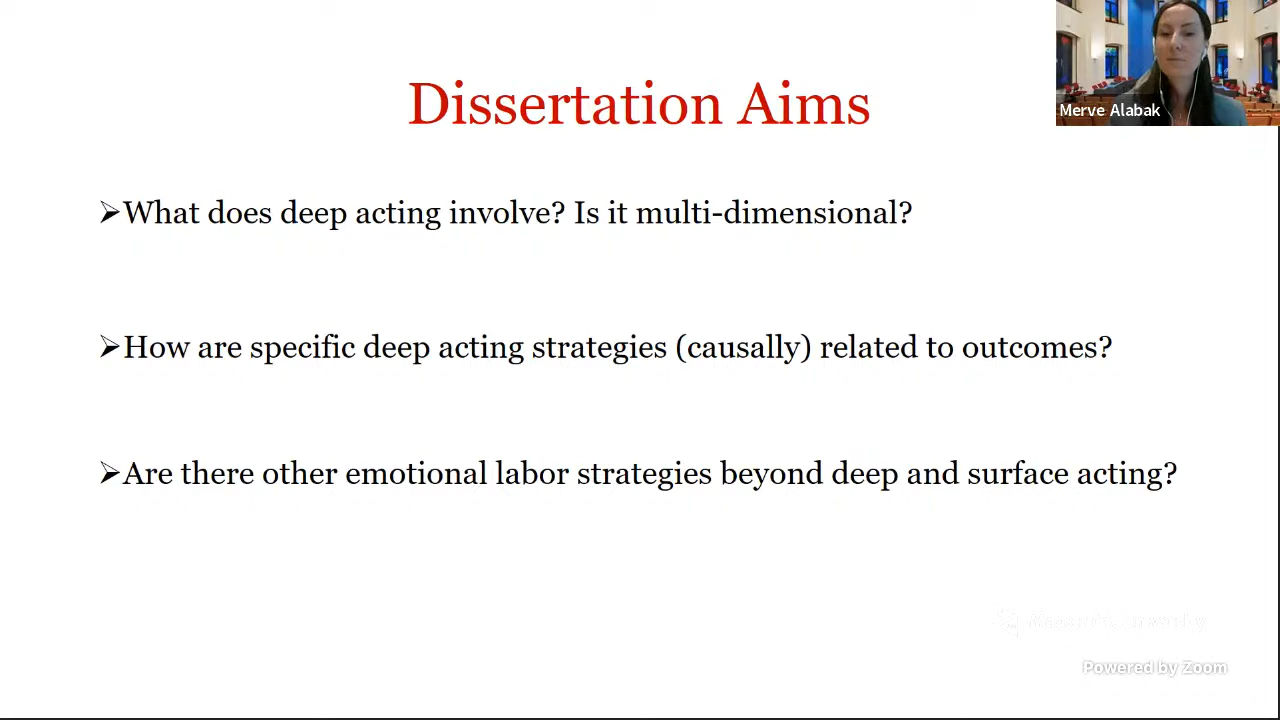 Dissertation Aims
Merve Alabak
➢What does deep acting involve? Is it multi-dimensional?
➢How are specific deep acting strategies (causally) related to outcomes?
➢Are there other emotional labor strategies beyond deep and surface acting?
Powered by Zoom